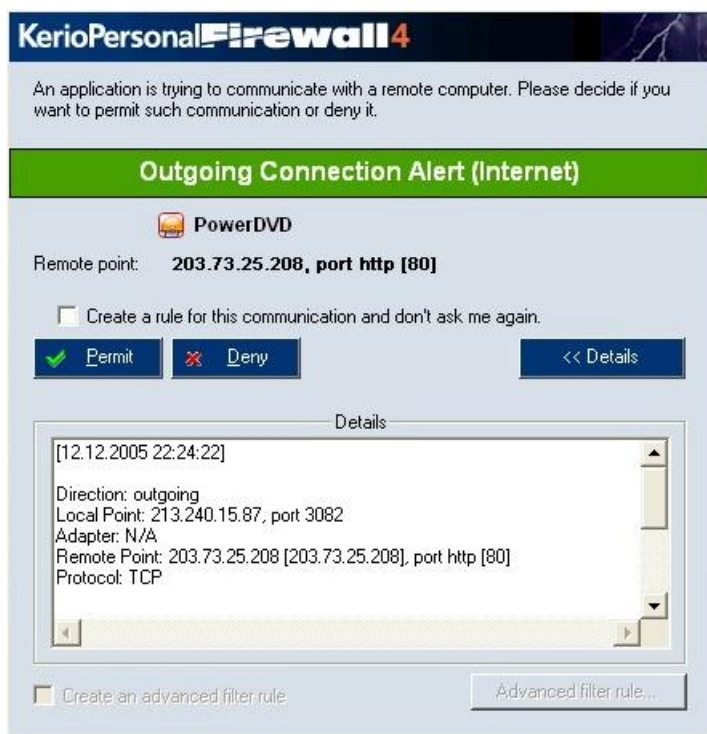 KerioPersonalFirewall4
An application is trying to communicate with a remote computer. Please decide if you
want to permit such communication or deny it.
Outgoing Connection Alert (Internet)
PowerDVD
Remote point: 203.73.25.208, port http [80]
Create a rule for this communication and don't ask me again.
Permit Deny << Details
Details
[12.12.2005 22:24:22]
Direction: outgoing
Local Point: 213.240.15.87, port 3082
Adapter: N/A
Remote Point: 203.73.25.208 [203.73.25.208], port http [80]
Protocol: TCP
Create an advanced filter rule Advanced filter rule...